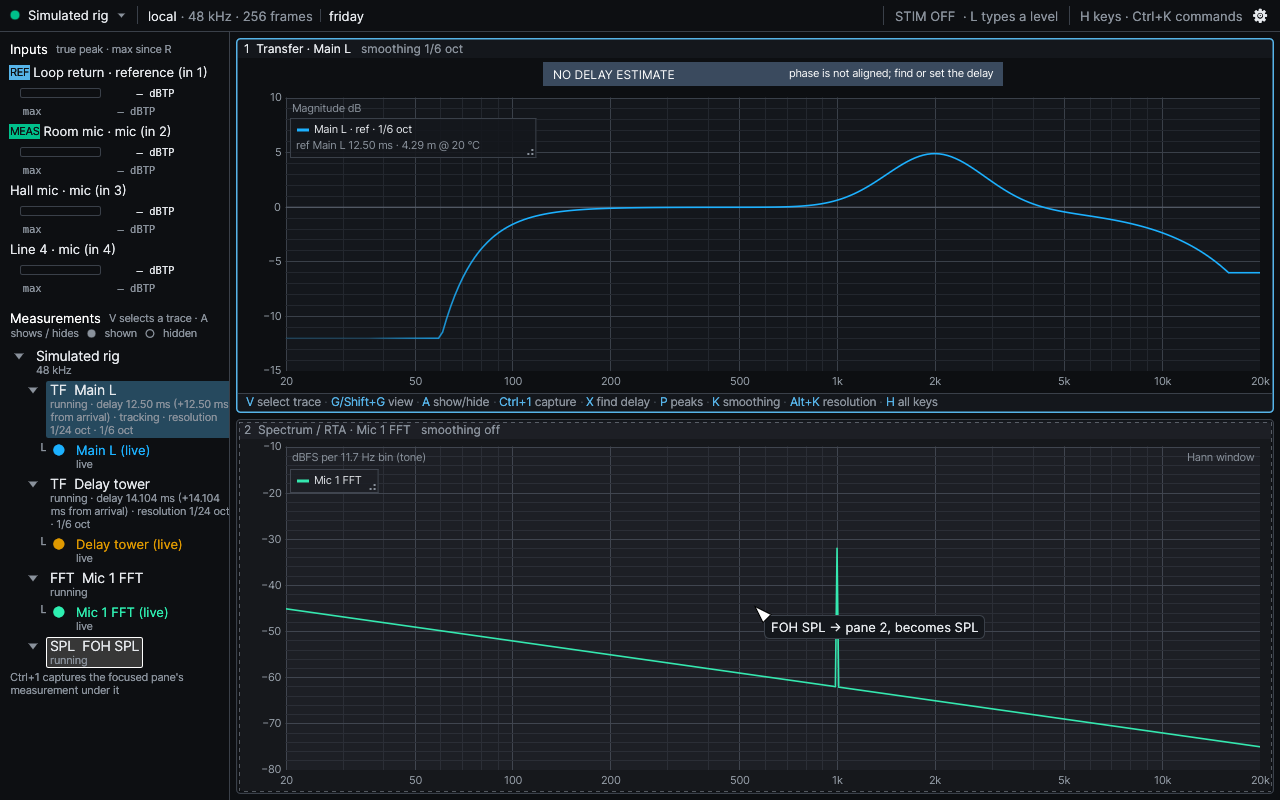 Simulated rig
local · 48 kHz · 256 frames
friday
STIM OFF · L types a level
H keys · Ctrl+K commands
Inputs true peak · max since R
REF Loop return · reference (in 1)
– dBTP
max – dBTP
MEAS Room mic · mic (in 2)
– dBTP
max – dBTP
Hall mic · mic (in 3)
– dBTP
max – dBTP
Line 4 · mic (in 4)
– dBTP
max – dBTP
Measurements V selects a trace · A
shows / hides shown hidden
Simulated rig
48 kHz
TF Main L
running · delay 12.50 ms (+12.50 ms
from arrival) · tracking · resolution
1/24 oct · 1/6 oct
Main L (live)
live
TF Delay tower
running · delay 14.104 ms (+14.104
ms from arrival) · resolution 1/24 oct
· 1/6 oct
Delay tower (live)
live
FFT Mic 1 FFT
running
Mic 1 FFT (live)
live
SPL FOH SPL
running
Ctrl+1 captures the focused pane's
measurement under it
1 Transfer · Main L smoothing 1/6 oct
NO DELAY ESTIMATE phase is not aligned; find or set the delay
Magnitude dB
Main L · ref · 1/6 oct
ref Main L 12.50 ms · 4.29 m @ 20 °C
10
5
0
−5
−10
−15
20 50 100 200 500 1k 2k 5k 10k 20k
V select trace · G/Shift+G view · A show/hide · Ctrl+1 capture · X find delay · P peaks · K smoothing · Alt+K resolution · H all keys
2 Spectrum / RTA · Mic 1 FFT smoothing off
dBFS per 11.7 Hz bin (tone)
Hann window
Mic 1 FFT
−10
−20
−30
−40
−50
−60
−70
−80
FOH SPL → pane 2, becomes SPL
20 50 100 200 500 1k 2k 5k 10k 20k